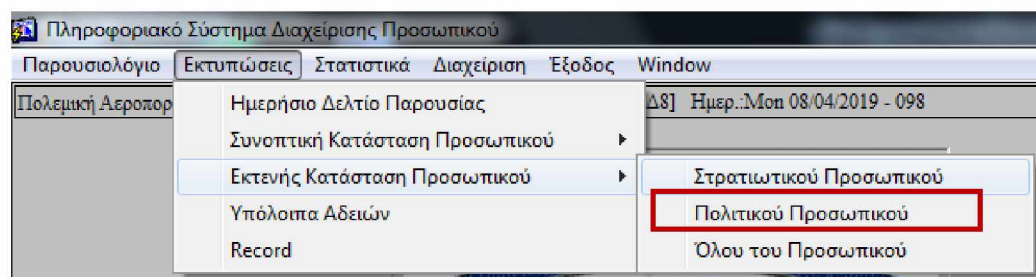 Πληροφοριακό Σύστημα Διαχείρισης Προσωπικού
Παρουσιολόγιο Εκτυπώσεις Στατιστικά Διαχείριση Έξοδος Window
Πολεμική Αεροπορ Δ8] Ημερ.:Mon 08/04/2019 - 098
Ημερήσιο Δελτίο Παρουσίας
Συνοπτική Κατάσταση Προσωπικού
Εκτενής Κατάσταση Προσωπικού
Υπόλοιπα Αδειών
Record
Στρατιωτικού Προσωπικού
Πολιτικού Προσωπικού
Όλου του Προσωπικού